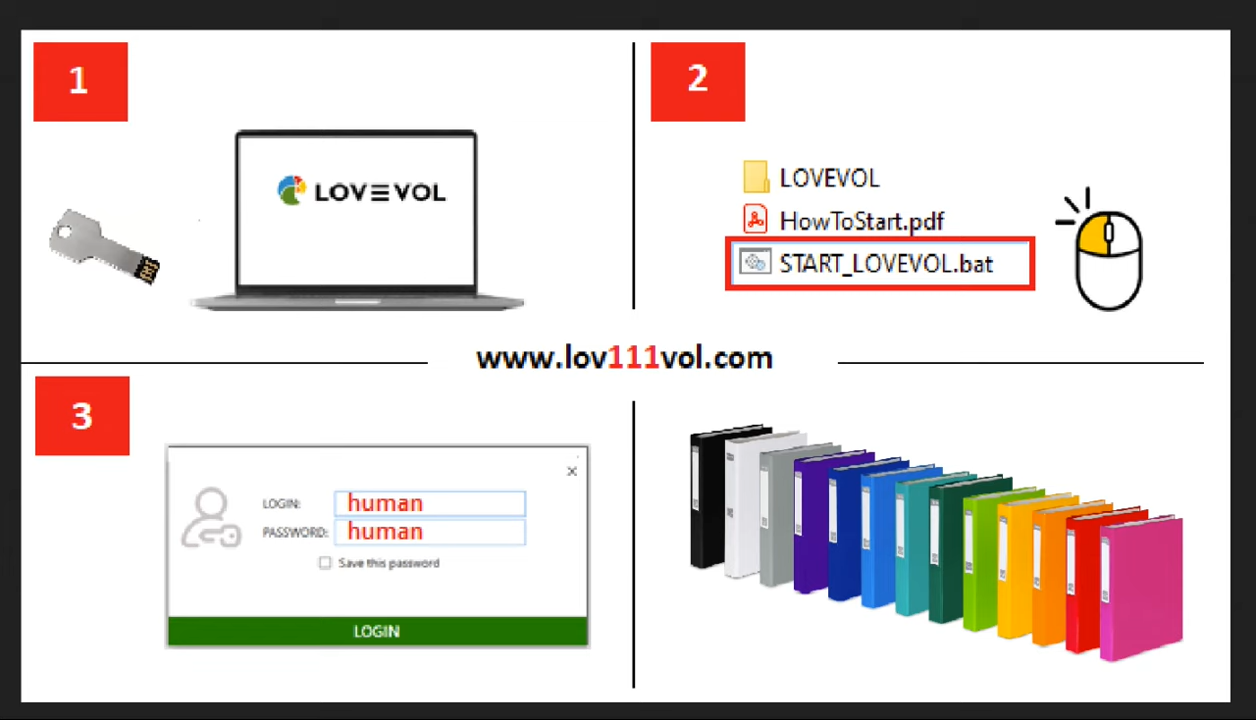 1
LOVEVOL
2
LOVEVOL
HowToStart.pdf
START_LOVEVOL.bat
www.lov111vol.com
3
LOGIN: human
PASSWORD: human
Save this password
LOGIN